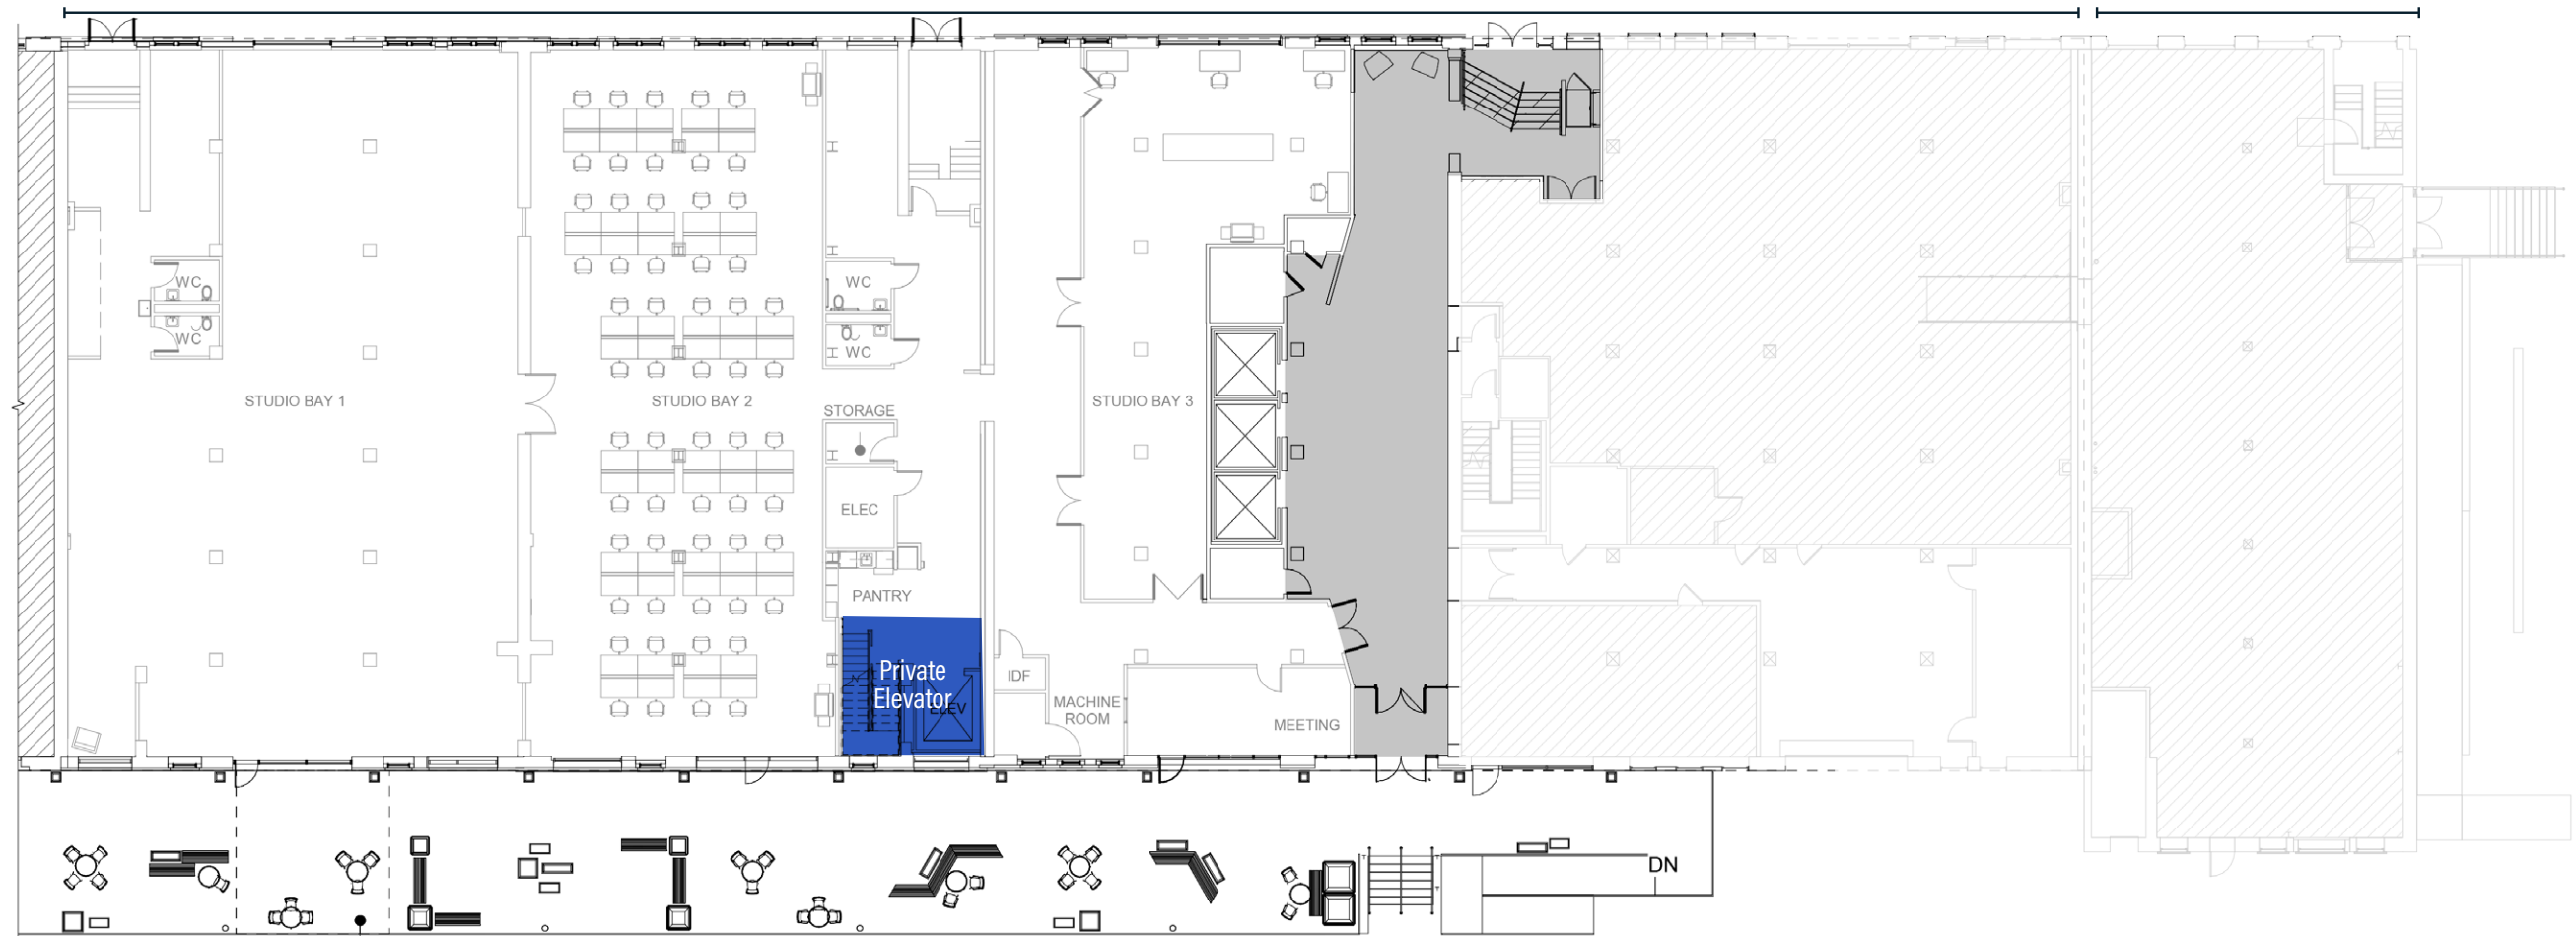 WC
WC
WC
WC
STUDIO BAY 1
STUDIO BAY 2
STORAGE
STUDIO BAY 3
ELEC
PANTRY
Private
Elevator
ELEV
IDF
MACHINE
ROOM
MEETING
DN